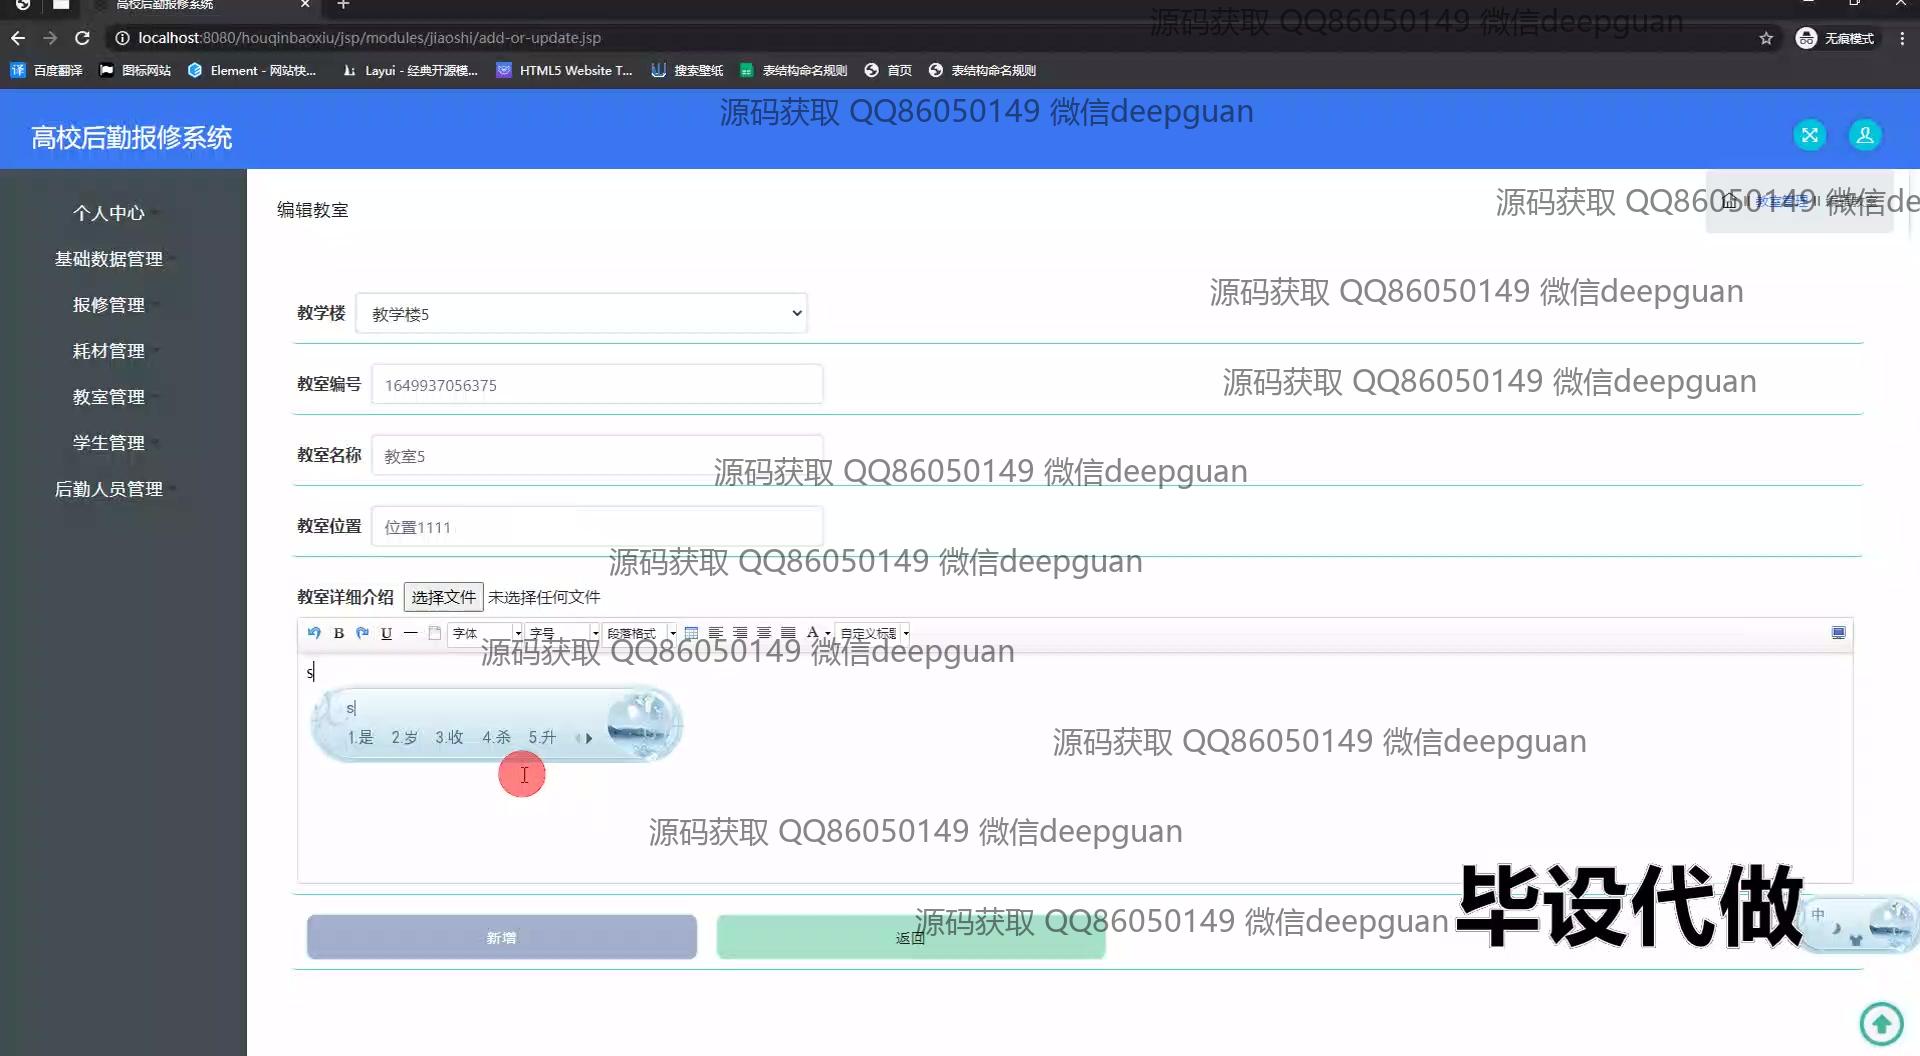 高校后勤报修系统
localhost:8080/houqinbaoxiu/jsp/modules/jiaoshi/add-or-update.jsp
无痕模式
百度翻译
图标网站
Element - 网站快...
Layui - 经典开源模...
HTML5 Website T...
搜索壁纸
表结构命名规则
首页
表结构命名规则
源码获取 QQ86050149 微信deepguan
源码获取 QQ86050149 微信deepguan
高校后勤报修系统
个人中心
基础数据管理
报修管理
耗材管理
教室管理
学生管理
后勤人员管理
编辑教室
源码获取 QQ86050149 微信de
教室管理
编辑教室
源码获取 QQ86050149 微信deepguan
教学楼 教学楼5
源码获取 QQ86050149 微信deepguan
教室编号 1649937056375
教室名称 教室5
源码获取 QQ86050149 微信deepguan
教室位置 位置1111
源码获取 QQ86050149 微信deepguan
教室详细介绍 选择文件 未选择任何文件
B U 字体 字号 段落格式 A 自定义标题
源码获取 QQ86050149 微信deepguan
s
s
1.是 2.岁 3.收 4.杀 5.升
源码获取 QQ86050149 微信deepguan
源码获取 QQ86050149 微信deepguan
毕设代做
中
源码获取 QQ86050149 微信deepguan
新增
返回